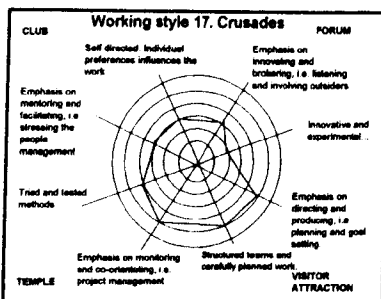 Working style 17. Crusades
CLUB
FORUM
Self directed. Individual
preferences influences the
work
Emphasis on
innovating and
brokering, i.e. listening
and involving outsiders
Emphasis on
mentoring and
facilitating, i.e
stressing the
people
management
Innovative and
experimental...
Tried and tested
methods
Emphasis on
directing and
producing, i.e
planning and goal
setting
Emphasis on monitoring
and co-orientating, i.e.
project management
Structured teams and
carefully planned work.
TEMPLE
VISITOR
ATTRACTION